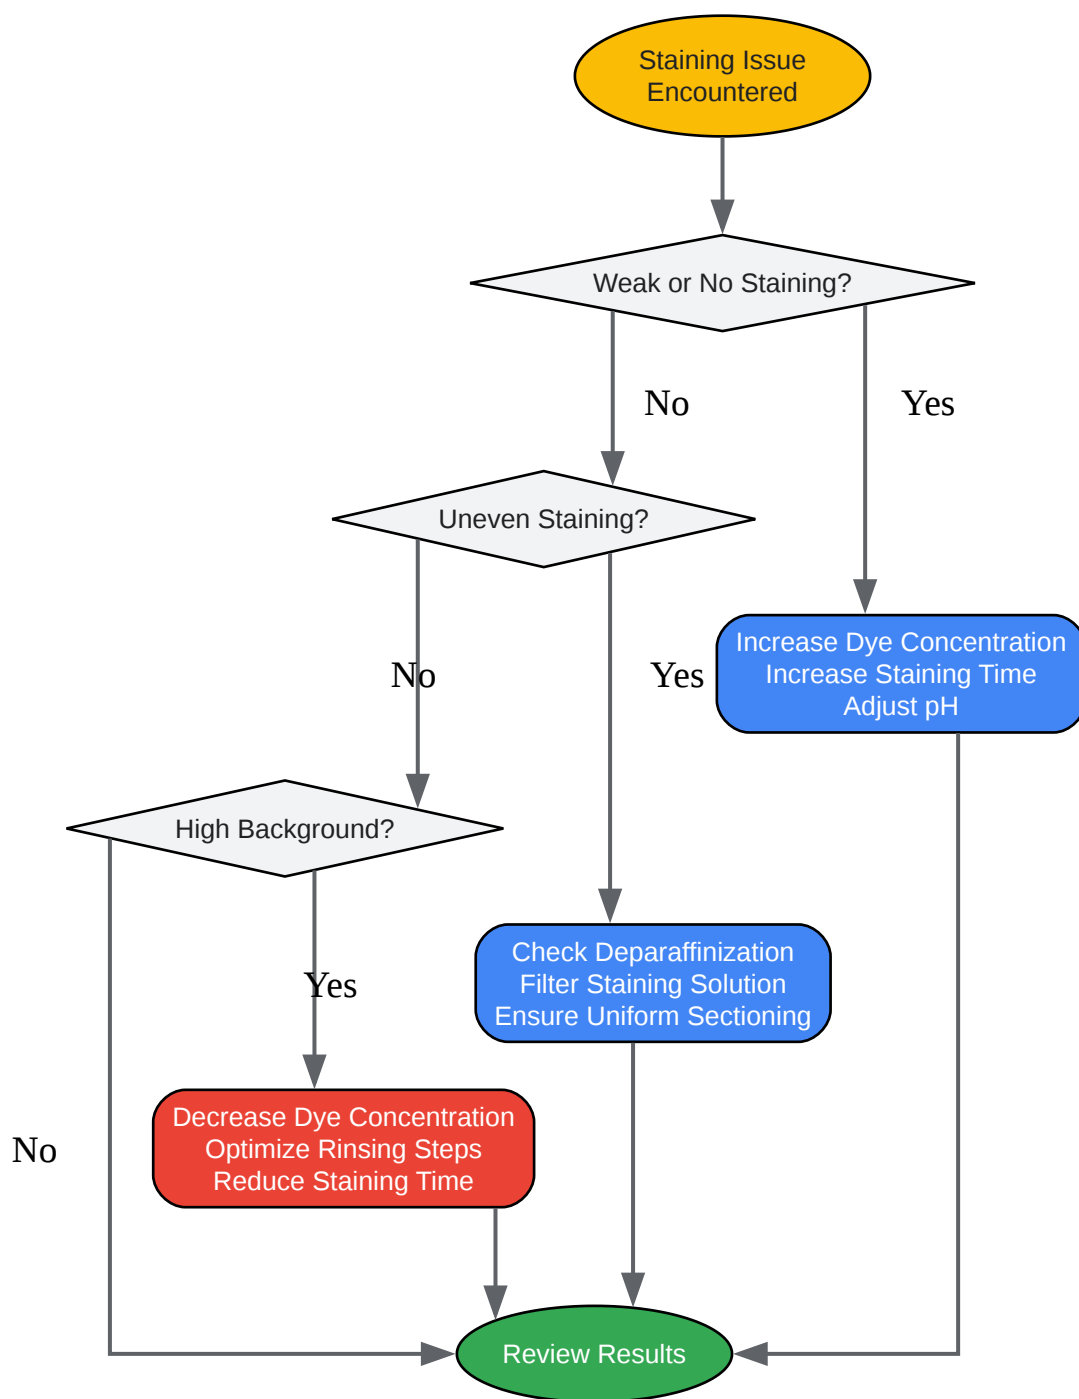 Staining Issue
Encountered
Weak or No Staining?
No
Yes
Uneven Staining?
No
Yes
Increase Dye Concentration
Increase Staining Time
Adjust pH
High Background?
Yes
Check Deparaffinization
Filter Staining Solution
Ensure Uniform Sectioning
No
Decrease Dye Concentration
Optimize Rinsing Steps
Reduce Staining Time
Review Results